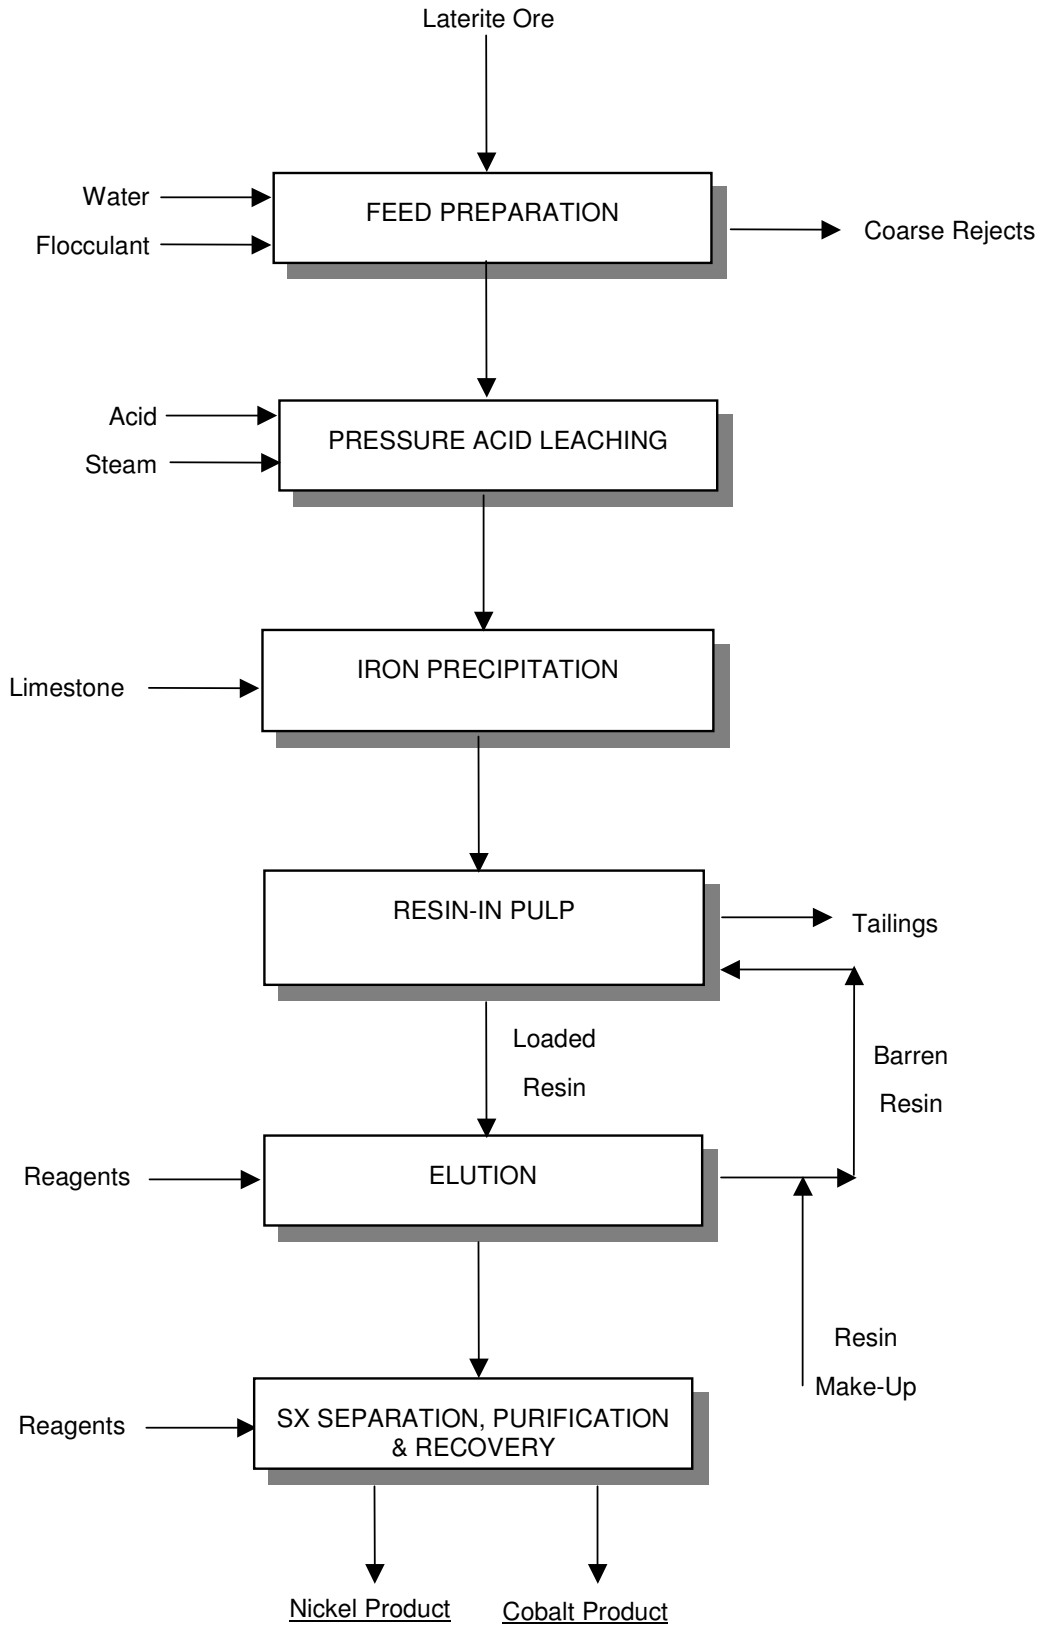 Laterite Ore
Water
FEED PREPARATION
Flocculant
Coarse Rejects
Acid
PRESSURE ACID LEACHING
Steam
IRON PRECIPITATION
Limestone
RESIN-IN PULP
Tailings
Loaded
Resin
Barren
Resin
Reagents
ELUTION
Resin
Make-Up
Reagents
SX SEPARATION, PURIFICATION
& RECOVERY
Nickel Product
Cobalt Product